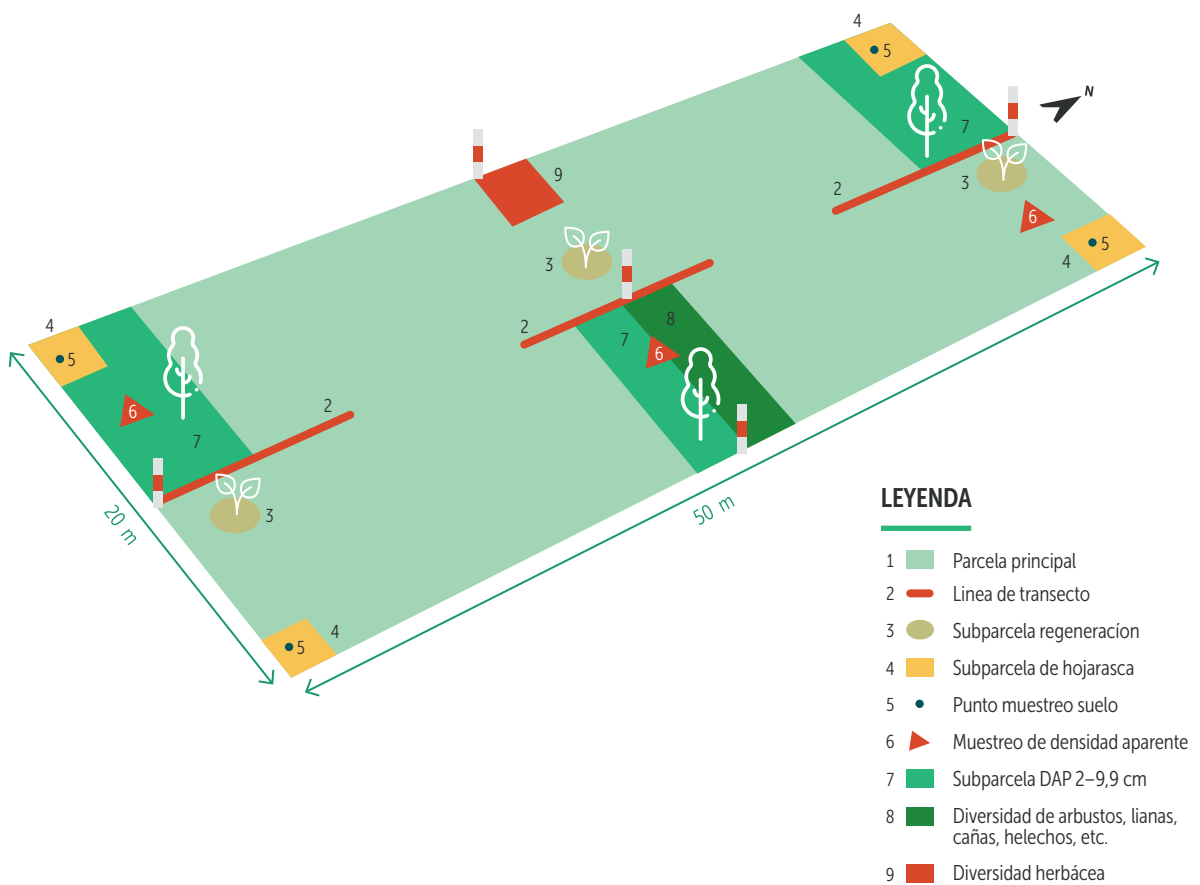 4
5
N
7
3
2
6
5
4
9
3
8
2
7
6
4
5
6
2
7
3
20 m
50 m
4
5
LEYENDA
1 Parcela principal
2 Linea de transecto
3 Subparcela regeneracíon
4 Subparcela de hojarasca
5 Punto muestreo suelo
6 Muestreo de densidad aparente
7 Subparcela DAP 2–9,9 cm
8 Diversidad de arbustos, lianas,
cañas, helechos, etc.
9 Diversidad herbácea